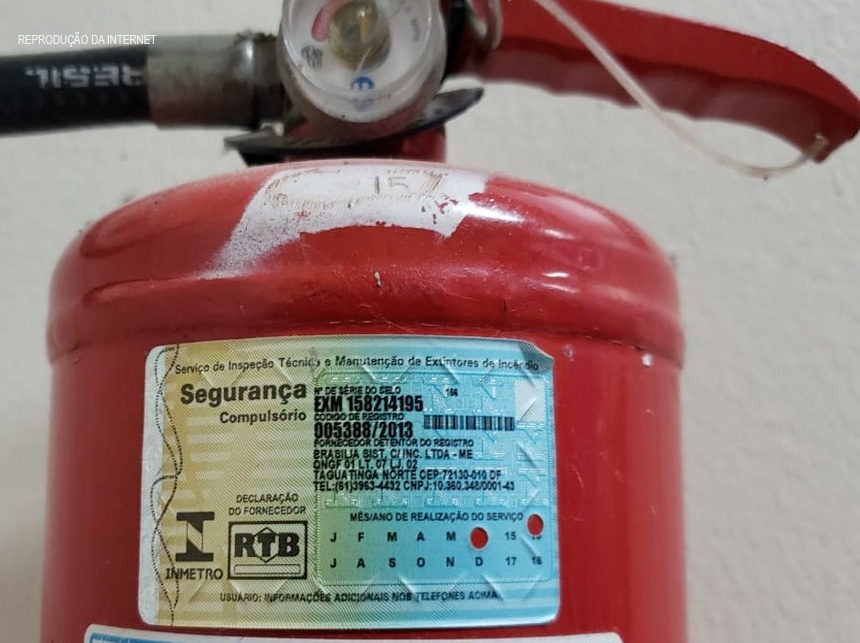 REPRODUÇÃO DA INTERNET
RESIL
15
Serviço de Inspeção Técnica e Manutenção de Extintores de Incêndio
Segurança
Compulsório
Nº DE SÉRIE DO SELO 166
EXM 158214195
CÓDIGO DE REGISTRO
005388/2013
FORNECEDOR DETENTOR DO REGISTRO
BRASILIA SIST. C/INC. LTDA - ME
QNGF 01 LT. 07 LJ. 02
TAGUATINGA NORTE CEP:72130-010 DF
TEL:(61)3963-4432 CNPJ:10.360.348/0001-43
DECLARAÇÃO
DO FORNECEDOR
INMETRO
RTB
MÊS/ANO DE REALIZAÇÃO DO SERVIÇO
J F M A M 15
J A S O N D 17 18
USUÁRIO: INFORMAÇÕES ADICIONAIS NOS TELEFONES ACIMA